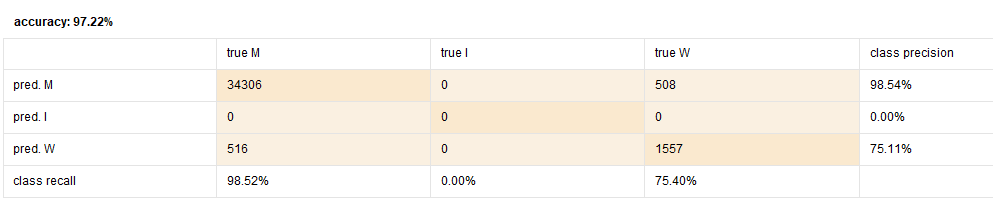 accuracy: 97.22%
true M true I true W class precision
pred. M 34306 0 508 98.54%
pred. I 0 0 0 0.00%
pred. W 516 0 1557 75.11%
class recall 98.52% 0.00% 75.40%